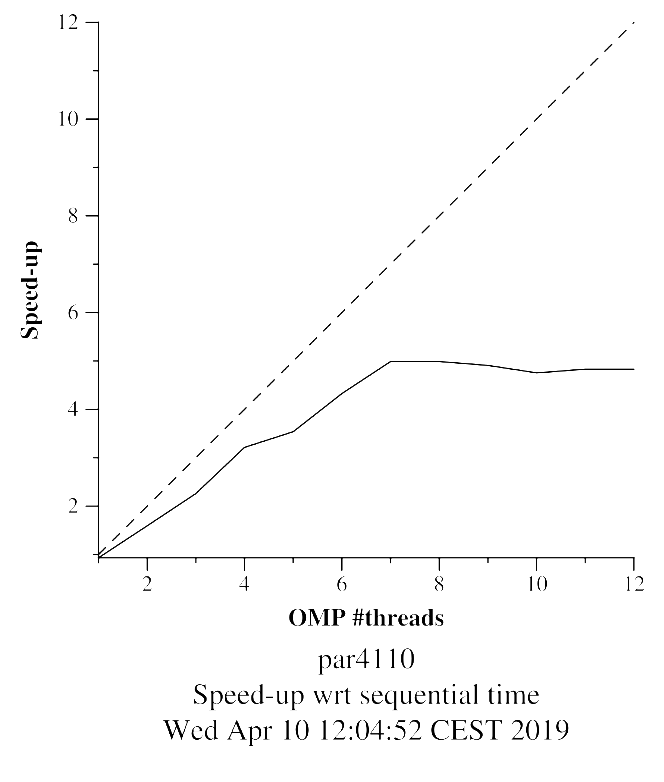 12
10
8
6
4
2
Speed-up
2 4 6 8 10 12
OMP #threads
par4110
Speed-up wrt sequential time
Wed Apr 10 12:04:52 CEST 2019